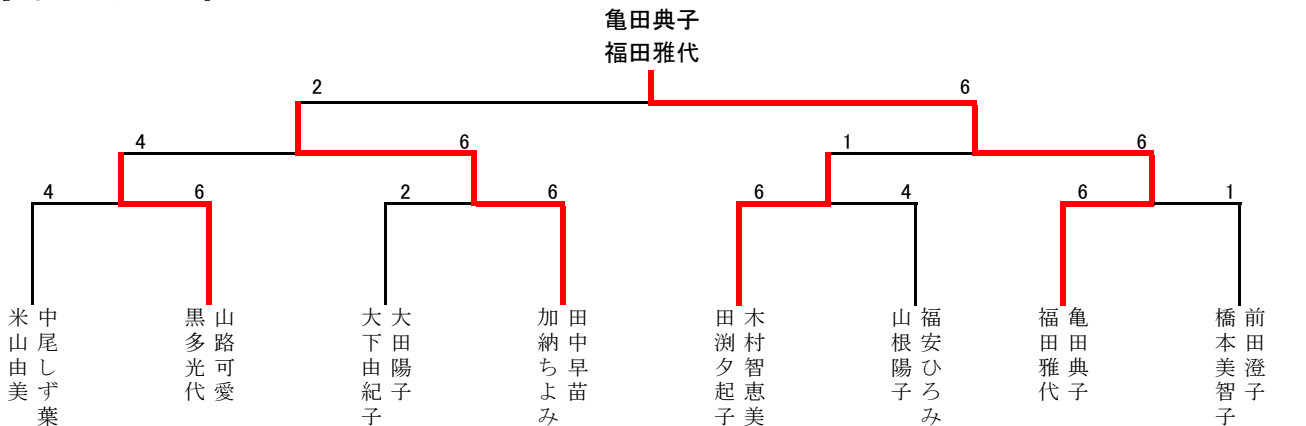 亀田典子
福田雅代
2
6
4
6
1
6
4
6
2
6
6
4
6
1
中尾しず葉
米山由美
山路可愛
黒多光代
大田陽子
大下由紀子
田中早苗
加納ちよみ
木村智恵美
田渕夕起子
福安ひろみ
山根陽子
亀田典子
福田雅代
前田澄子
橋本美智子